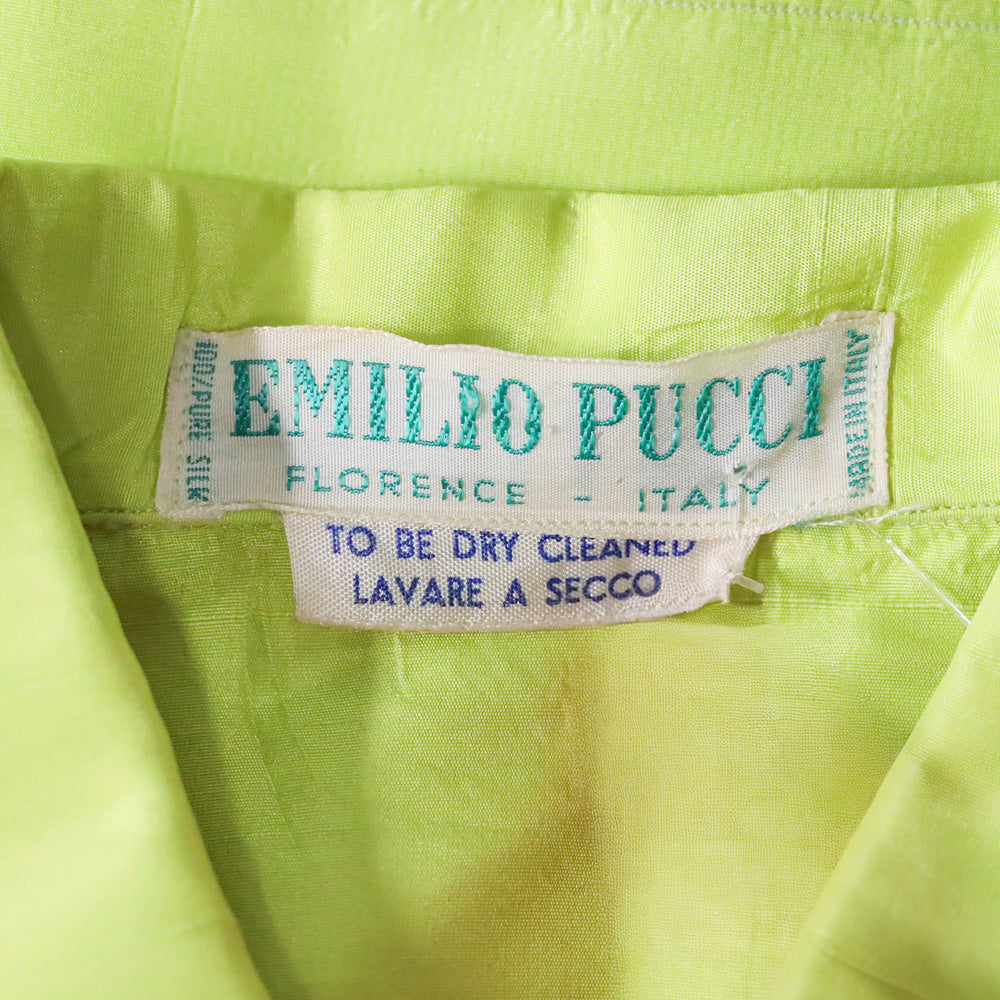 100% PURE SILK
EMILIO PUCCI
FLORENCE - ITALY
MADE IN ITALY
TO BE DRY CLEANED
LAVARE A SECCO